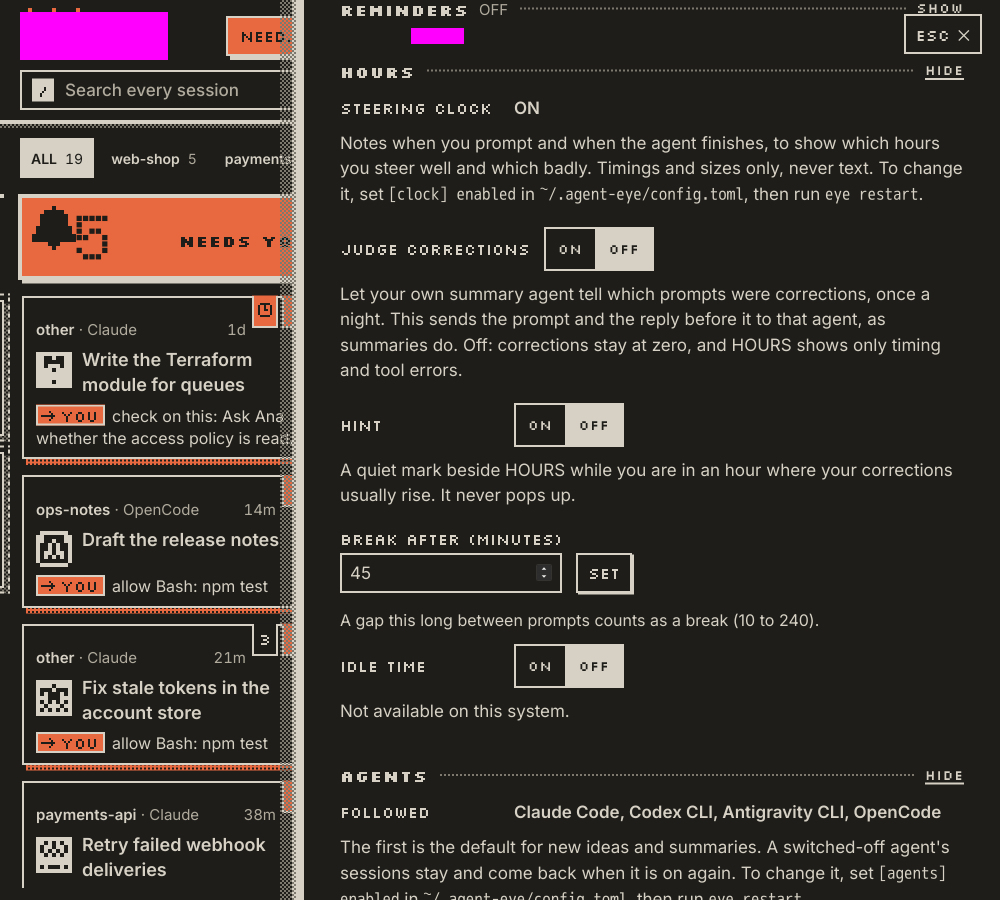 NEED
/ Search every session
ALL 19 web-shop 5 payments
5 NEEDS
other · Claude 1d
Write the Terraform
module for queues
→ YOU check on this: Ask Ana
whether the access policy is
ops-notes · OpenCode 14m
Draft the release notes
→ YOU allow Bash: npm test
3
other · Claude 21m
Fix stale tokens in the
account store
→ YOU allow Bash: npm test
payments-api · Claude 38m
Retry failed webhook
deliveries
REMINDERS OFF SHOW
ESC ×
HOURS HIDE
STEERING CLOCK ON
Notes when you prompt and when the agent finishes, to show which hours
you steer well and which badly. Timings and sizes only, never text. To change
it, set [clock] enabled in ~/.agent-eye/config.toml, then run eye restart.
JUDGE CORRECTIONS ON OFF
Let your own summary agent tell which prompts were corrections, once a
night. This sends the prompt and the reply before it to that agent, as
summaries do. Off: corrections stay at zero, and HOURS shows only timing
and tool errors.
HINT ON OFF
A quiet mark beside HOURS while you are in an hour where your corrections
usually rise. It never pops up.
BREAK AFTER (MINUTES)
45 SET
A gap this long between prompts counts as a break (10 to 240).
IDLE TIME ON OFF
Not available on this system.
AGENTS HIDE
FOLLOWED Claude Code, Codex CLI, Antigravity CLI, OpenCode
The first is the default for new ideas and summaries. A switched-off agent's
sessions stay and come back when it is on again. To change it, set [agents]
enabled in ~/.agent-eye/config.toml, then run eye restart.